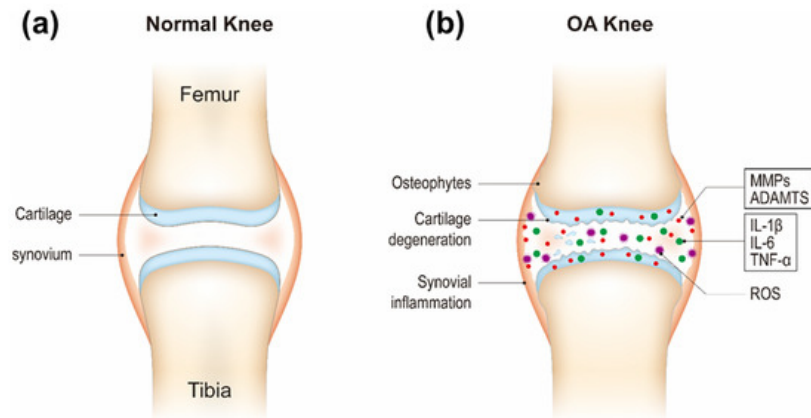 (a) Normal Knee
Femur
Cartilage
synovium
Tibia
(b) OA Knee
Osteophytes
Cartilage
degeneration
Synovial
inflammation
MMPs
ADAMTS
IL-1β
IL-6
TNF-α
ROS